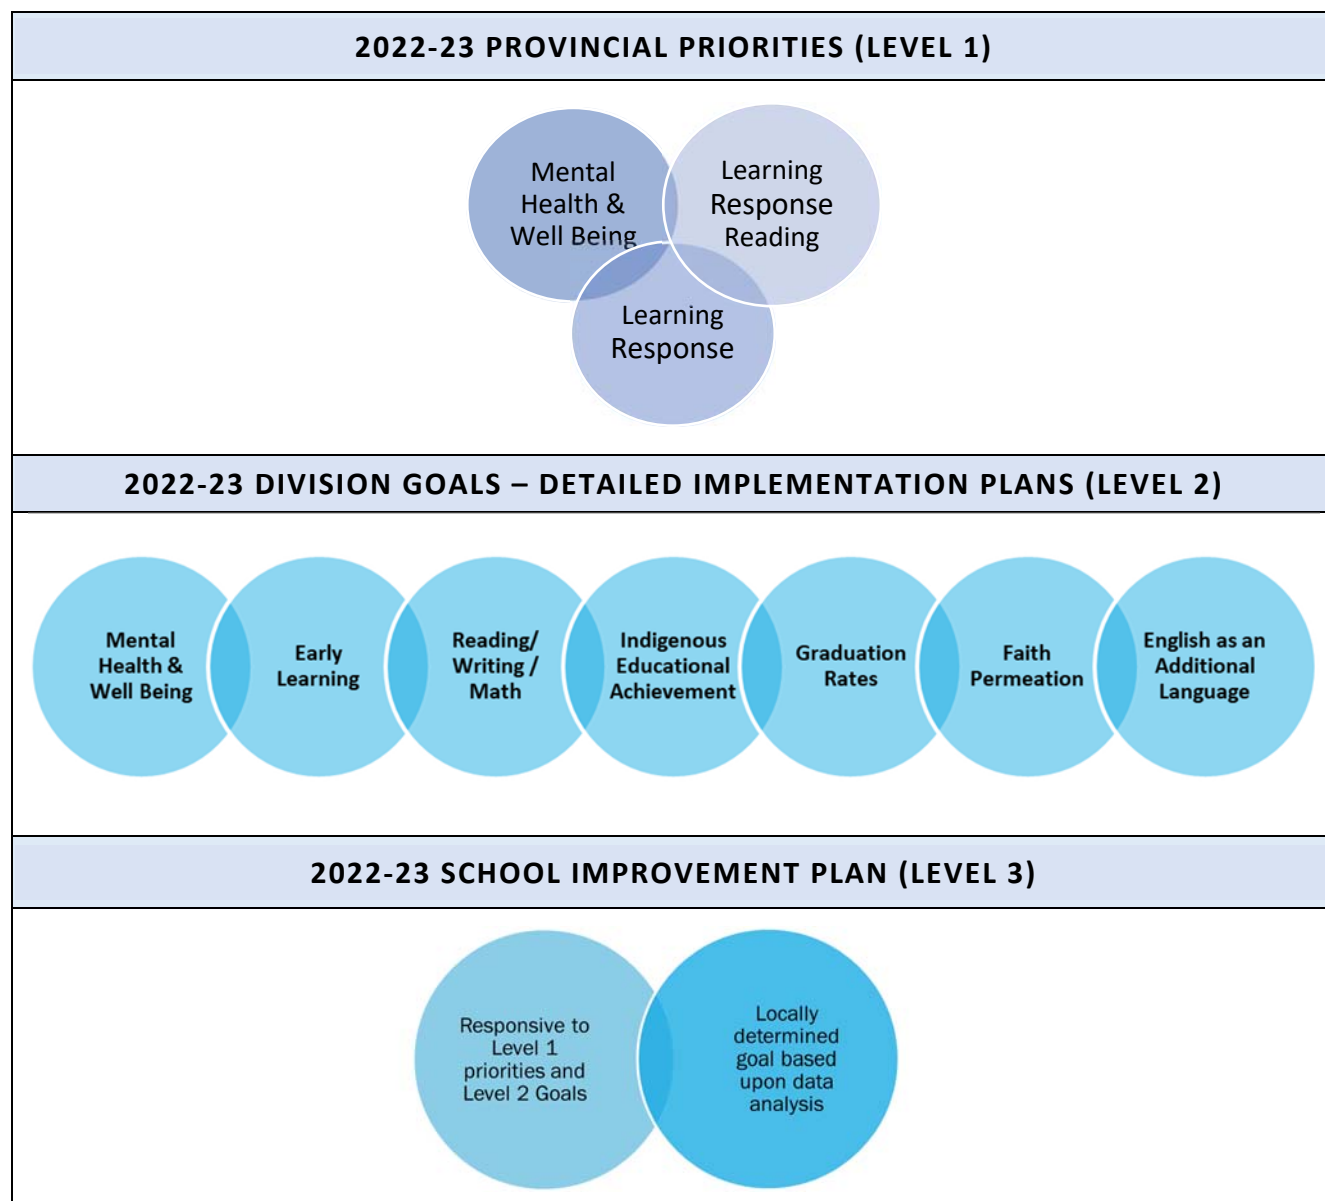 2022-23 PROVINCIAL PRIORITIES (LEVEL 1)
Mental
Health &
Well Being
Learning
Response
Reading
Learning
Response
2022-23 DIVISION GOALS – DETAILED IMPLEMENTATION PLANS (LEVEL 2)
Mental
Health &
Well Being
Early
Learning
Reading/
Writing /
Math
Indigenous
Educational
Achievement
Graduation
Rates
Faith
Permeation
English as an
Additional
Language
2022-23 SCHOOL IMPROVEMENT PLAN (LEVEL 3)
Responsive to
Level 1
priorities and
Level 2 Goals
Locally
determined
goal based
upon data
analysis